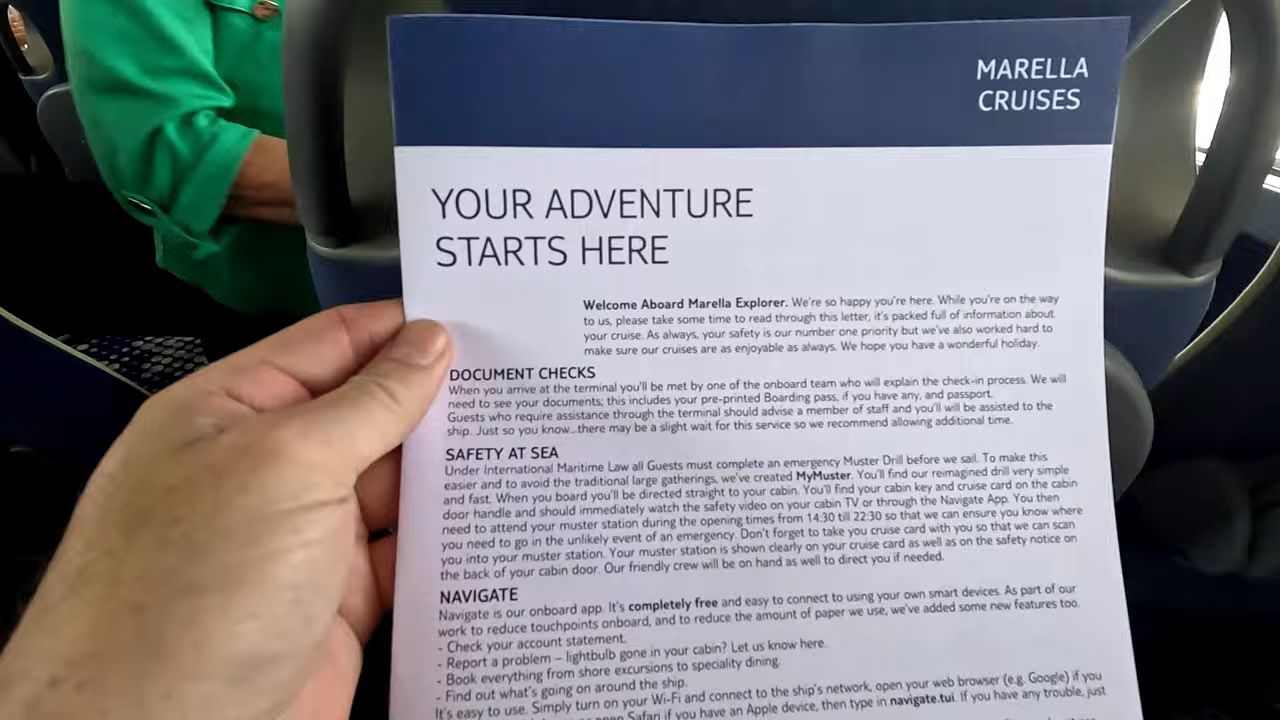 MARELLA
CRUISES
YOUR ADVENTURE
STARTS HERE
Welcome Aboard Marella Explorer. We're so happy you're here. While you're on the way
to us, please take some time to read through this letter, it's packed full of information about
your cruise. As always, your safety is our number one priority but we've also worked hard to
make sure our cruises are as enjoyable as always. We hope you have a wonderful holiday.
DOCUMENT CHECKS
When you arrive at the terminal you'll be met by one of the onboard team who will explain the check-in process. We will
need to see your documents; this includes your pre-printed Boarding pass, if you have any, and passport.
Guests who require assistance through the terminal should advise a member of staff and you'll will be assisted to the
ship. Just so you know...there may be a slight wait for this service so we recommend allowing additional time.
SAFETY AT SEA
Under International Maritime Law all Guests must complete an emergency Muster Drill before we sail. To make this
easier and to avoid the traditional large gatherings, we've created MyMuster. You'll find our reimagined drill very simple
and fast. When you board you'll be directed straight to your cabin. You'll find your cabin key and cruise card on the cabin
door handle and should immediately watch the safety video on your cabin TV or through the Navigate App. You then
need to attend your muster station during the opening times from 14:30 till 22:30 so that we can ensure you know where
you need to go in the unlikely event of an emergency. Don't forget to take you cruise card with you so that we can scan
you into your muster station. Your muster station is shown clearly on your cruise card as well as on the safety notice on
the back of your cabin door. Our friendly crew will be on hand as well to direct you if needed.
NAVIGATE
Navigate is our onboard app. It's completely free and easy to connect to using your own smart devices. As part of our
work to reduce touchpoints onboard, and to reduce the amount of paper we use, we've added some new features too.
- Check your account statement.
- Report a problem – lightbulb gone in your cabin? Let us know here.
- Book everything from shore excursions to speciality dining.
- Find out what's going on around the ship.
It's easy to use. Simply turn on your Wi-Fi and connect to the ship's network, open your web browser (e.g. Google) if you
open Safari if you have an Apple device, then type in navigate.tui. If you have any trouble, just